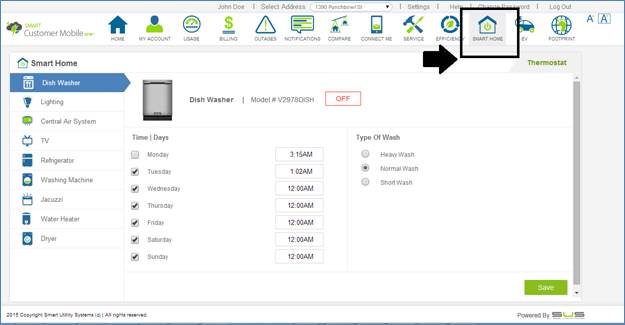 John Doe | Select Address 1390 Punchbowl St | Settings | Help | Change Password | Log Out
SMART
Customer Mobile
HOME MY ACCOUNT USAGE BILLING OUTAGES NOTIFICATIONS COMPARE CONNECT ME SERVICE EFFICIENCY SMART HOME EV FOOTPRINT A- A
Smart Home
Thermostat
Dish Washer
Lighting
Central Air System
TV
Refrigerator
Washing Machine
Jacuzzi
Water Heater
Dryer
Dish Washer | Model # V2978DISH OFF
Time | Days
Monday 3:15AM
Tuesday 1:02AM
Wednesday 12:00AM
Thursday 12:00AM
Friday 12:00AM
Saturday 12:00AM
Sunday 12:00AM
Type Of Wash
Heavy Wash
Normal Wash
Short Wash
Save
2015 Copyright Smart Utility Systems (c) | All rights reserved.
Powered By SUS